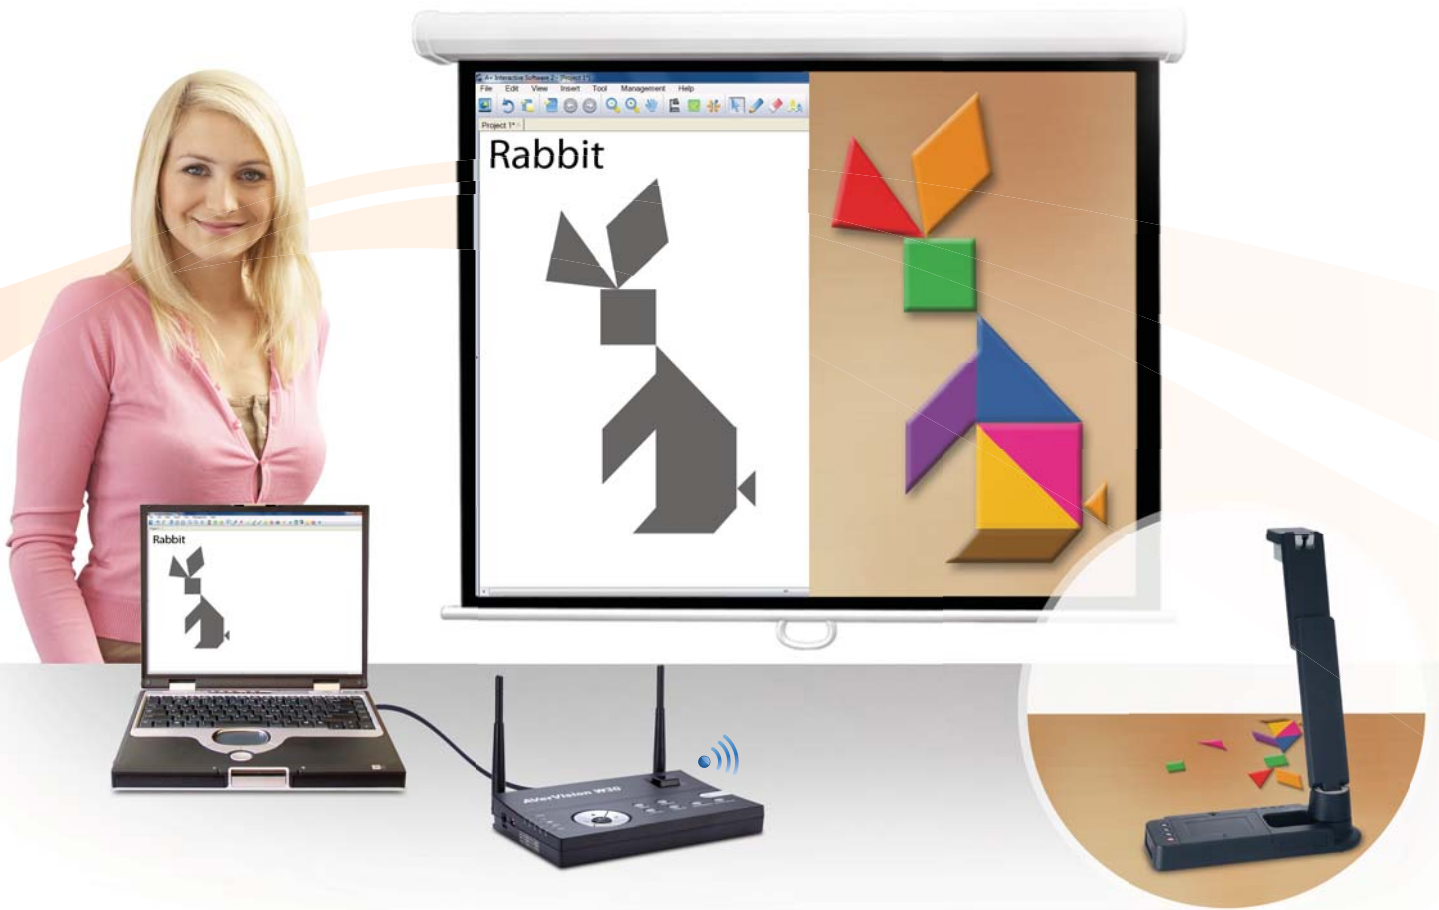 A+ Interactive Software 2 - [Project 1*]
File Edit View Insert Tool Management Help
Project 1*
Rabbit
Rabbit
AVerVision W30